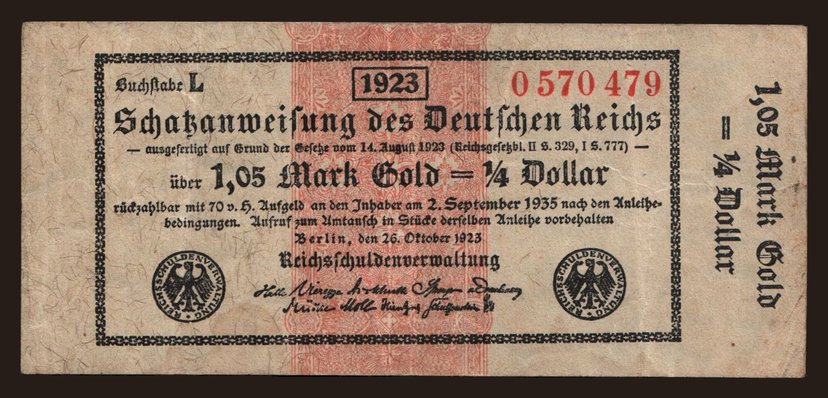 Buchstabe L
1923
0570479
Schatzanweisung des Deutschen Reichs
— ausgefertigt auf Grund der Gesetze vom 14. August 1923 (Reichsgesetzbl. II S. 329, I S. 777) —
über 1,05 Mark Gold = ¼ Dollar
rückzahlbar mit 70 v. H. Aufgeld an den Inhaber am 2. September 1935 nach den Anleihe-
bedingungen. Aufruf zum Umtausch in Stücke derselben Anleihe vorbehalten
Berlin, den 26. Oktober 1923
Reichsschuldenverwaltung
REICHSSCHULDENVERWALTUNG
REICHSSCHULDENVERWALTUNG
1,05 Mark Gold
= ¼ Dollar